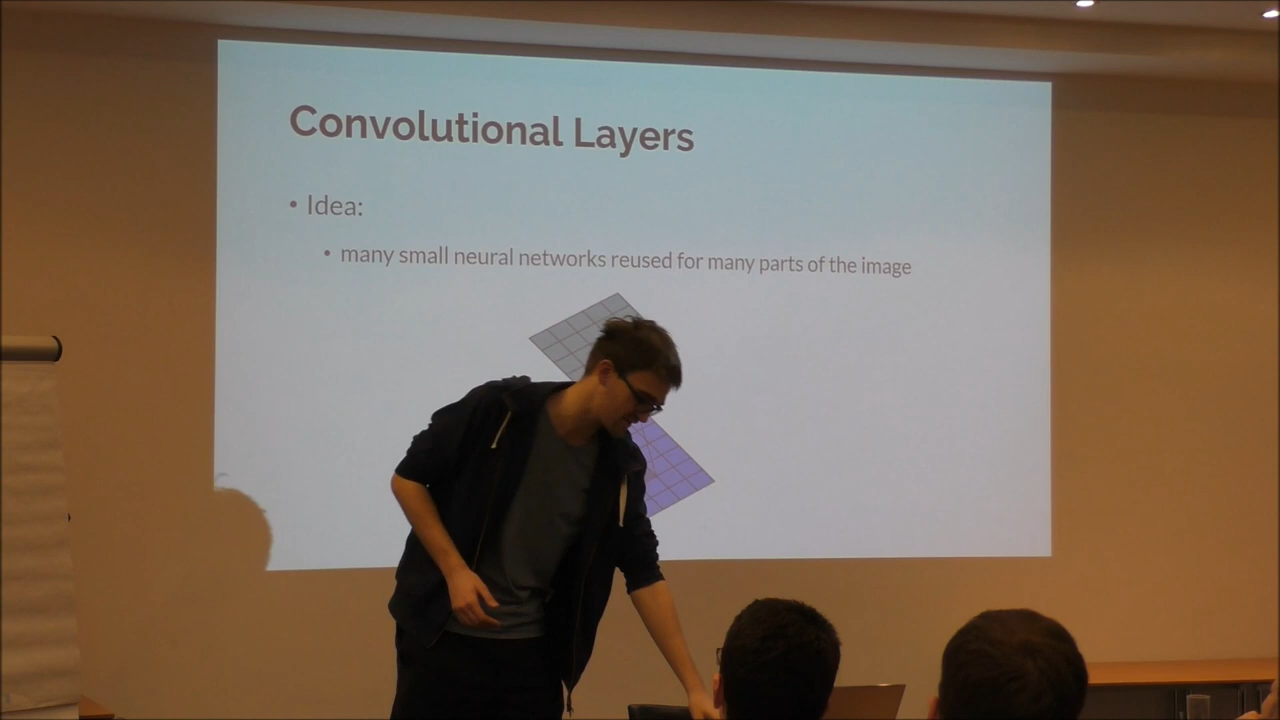 Convolutional Layers
• Idea:
• many small neural networks reused for many parts of the image